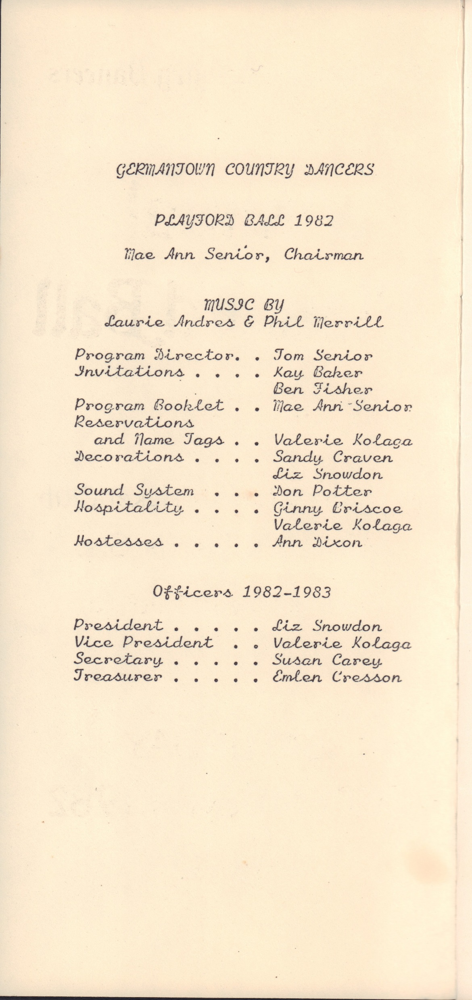 GERMANTOWN COUNTRY DANCERS
PLAYFORD BALL 1982
Mae Ann Senior, Chairman
MUSIC BY
Laurie Andres & Phil Merrill
Program Director. . Tom Senior
Invitations . . . . Kay Baker
Ben Fisher
Program Booklet . . Mae Ann Senior
Reservations
and Name Tags . . Valerie Kolaga
Decorations . . . . Sandy Craven
Liz Snowdon
Sound System . . . Don Potter
Hospitality . . . . Ginny Briscoe
Valerie Kolaga
Hostesses . . . . . Ann Dixon
Officers 1982-1983
President . . . . . Liz Snowdon
Vice President . . Valerie Kolaga
Secretary . . . . . Susan Carey
Treasurer . . . . . Emlen Cresson